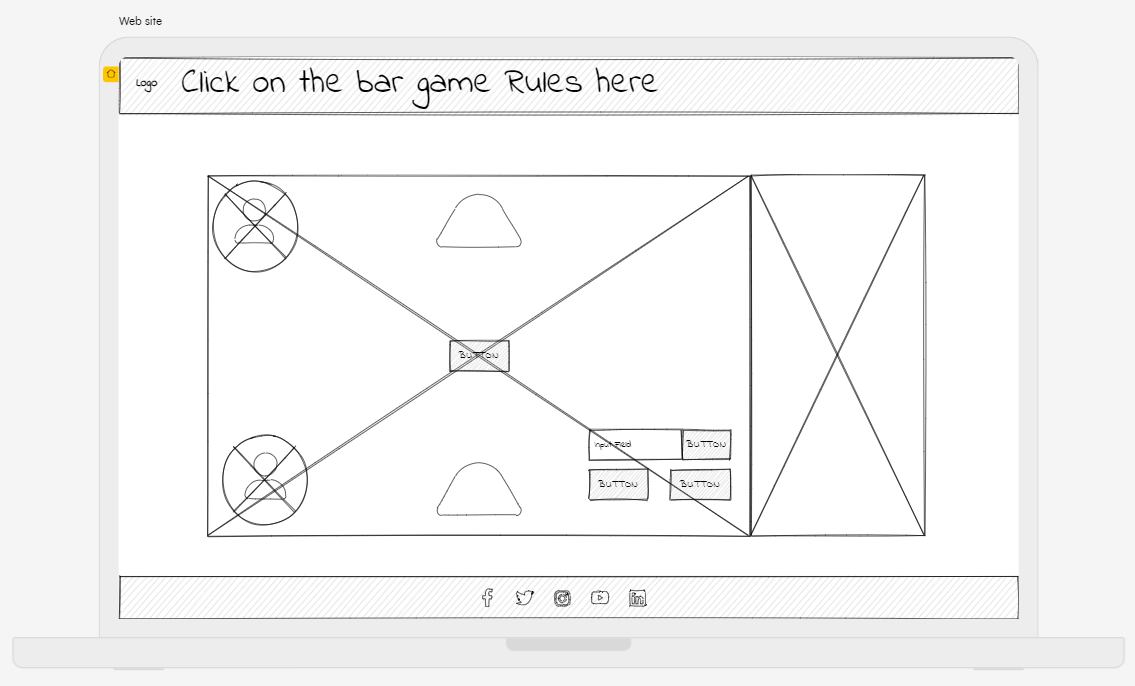 Web site
Logo
Click on the bar game Rules here
BUTTON
Input Field
BUTTON
BUTTON
BUTTON